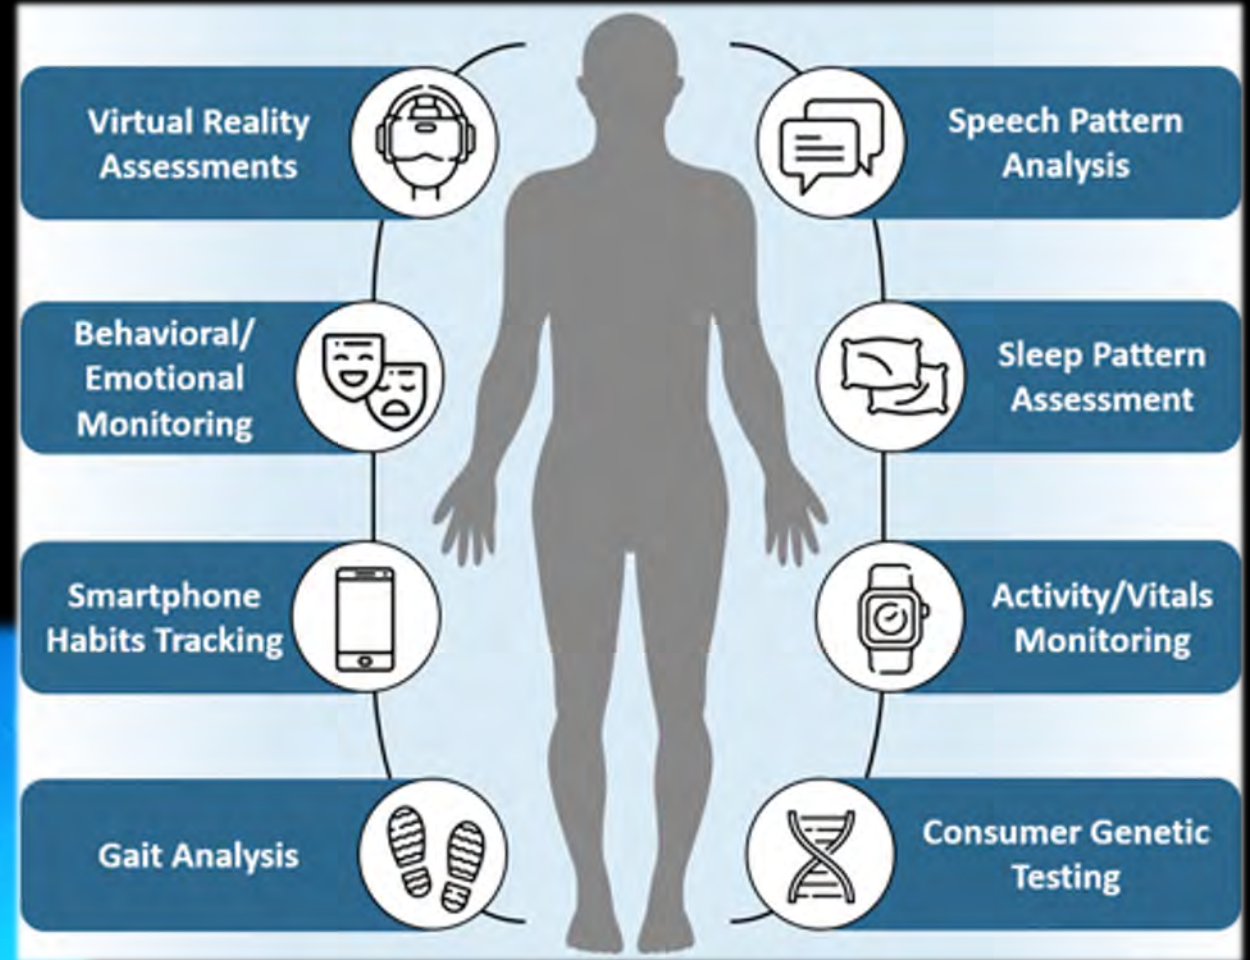 Virtual Reality
Assessments
Speech Pattern
Analysis
Behavioral/
Emotional
Monitoring
Sleep Pattern
Assessment
Smartphone
Habits Tracking
Activity/Vitals
Monitoring
Gait Analysis
Consumer Genetic
Testing